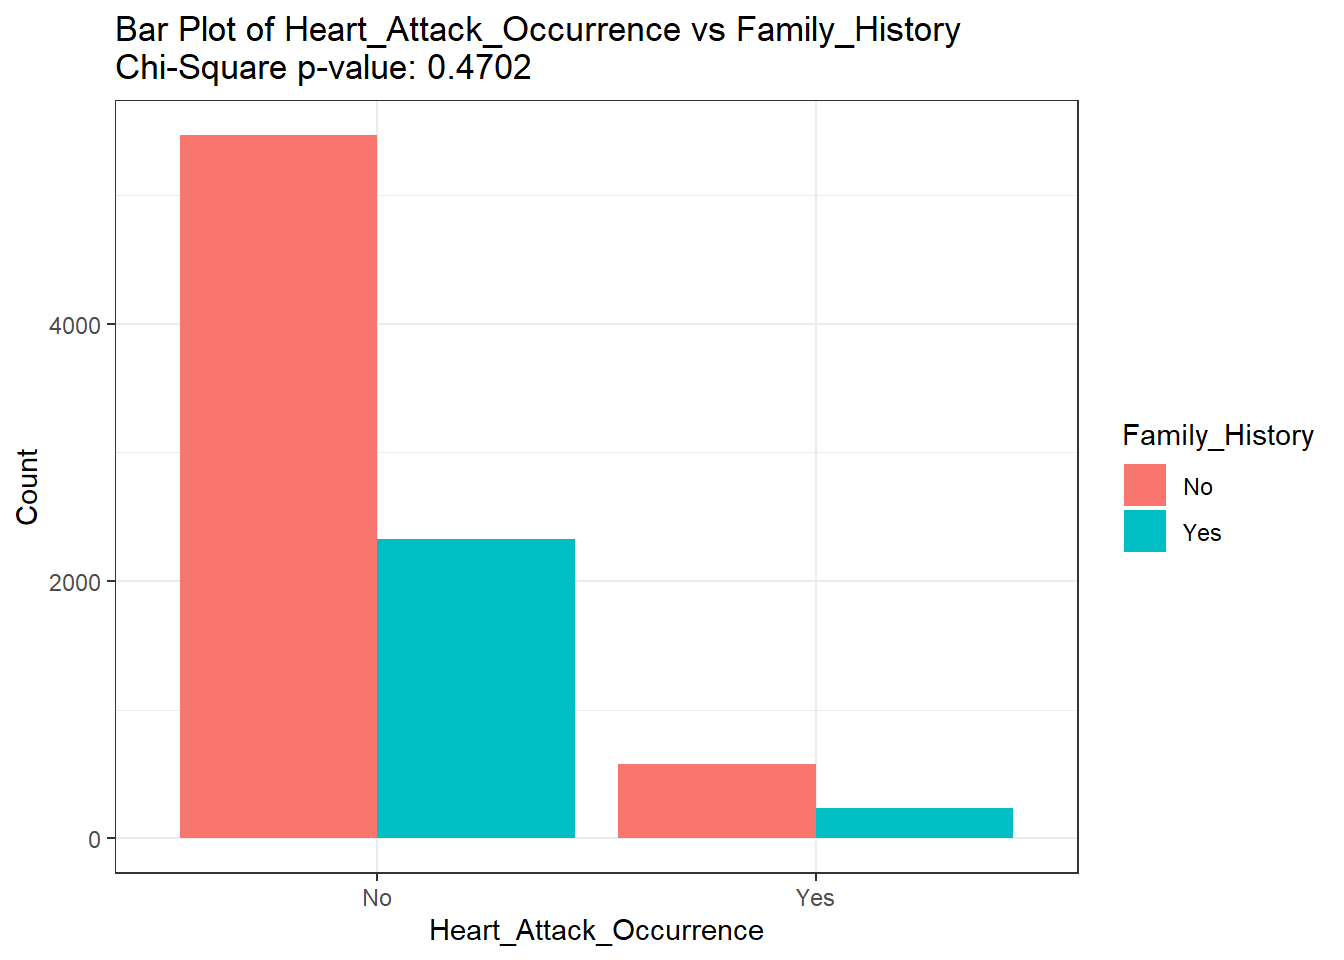 Bar Plot of Heart_Attack_Occurrence vs Family_History
Chi-Square p-value: 0.4702
Count
4000
2000
0
No
Yes
Heart_Attack_Occurrence
Family_History
No
Yes